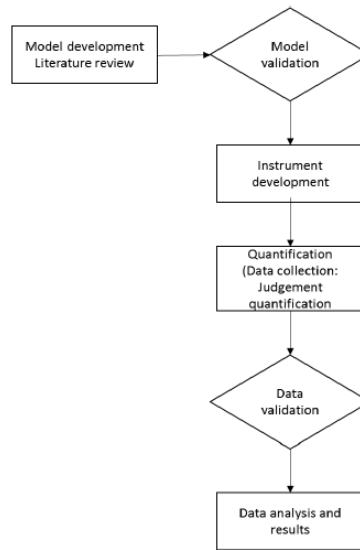 Model development
Literature review
Model
validation
Instrument
development
Quantification
(Data collection:
Judgement
quantification
Data
validation
Data analysis and
results